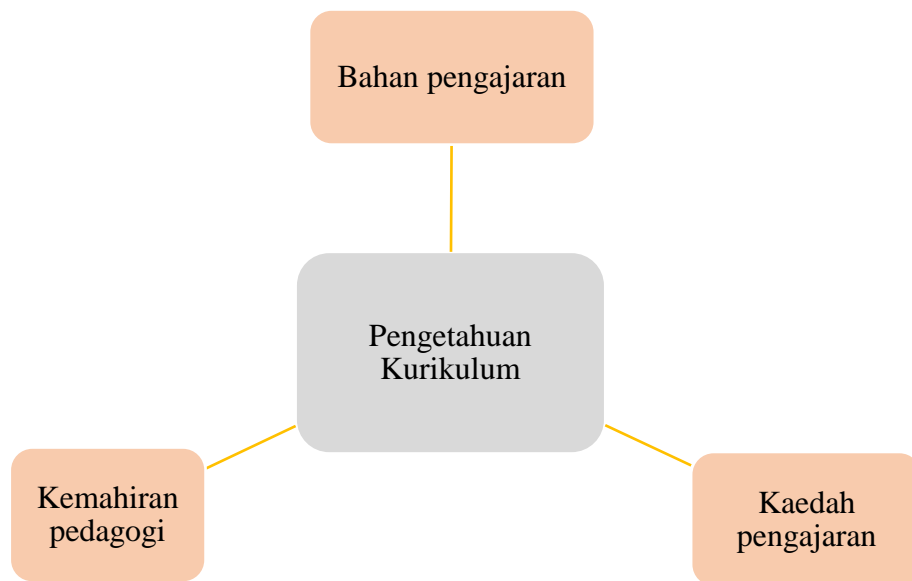 Bahan pengajaran
Pengetahuan
Kurikulum
Kemahiran
pedagogi
Kaedah
pengajaran